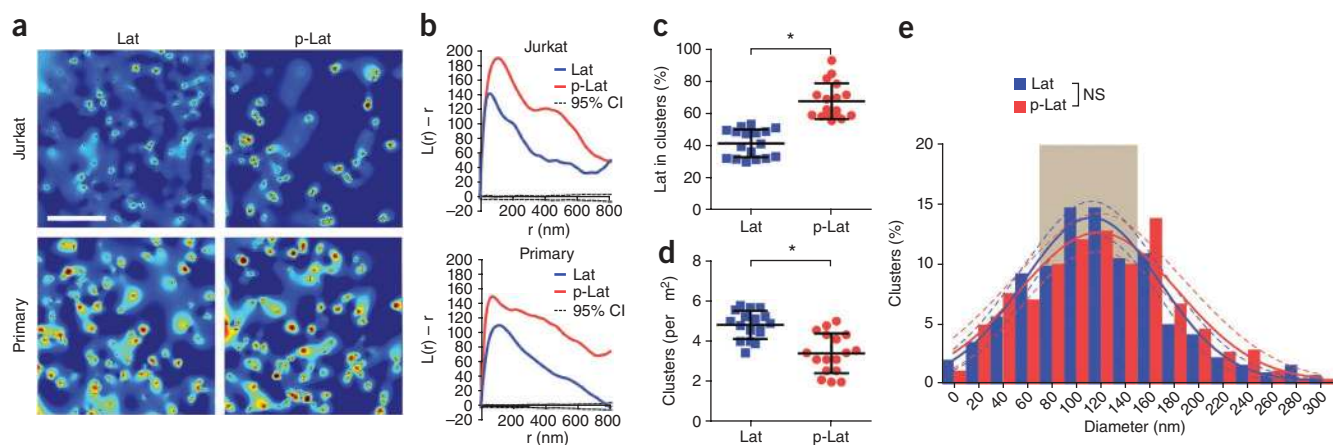 a
Lat
p-Lat
Jurkat
Primary
b
Jurkat
Lat
p-Lat
95% CI
L(r) – r
200
180
160
140
120
100
80
60
40
20
0
–20
200 400 600 800
r (nm)
Primary
Lat
p-Lat
95% CI
L(r) – r
200
180
160
140
120
100
80
60
40
20
0
–20
0 200 400 600 800
r (nm)
c
*
Lat in clusters (%)
100
80
60
40
20
0
Lat
p-Lat
d
*
Clusters (per m²)
8
6
4
2
0
Lat
p-Lat
e
Lat
p-Lat
NS
Clusters (%)
20
15
10
5
0
0 20 40 60 80 100 120 140 160 180 200 220 240 260 280 300
Diameter (nm)